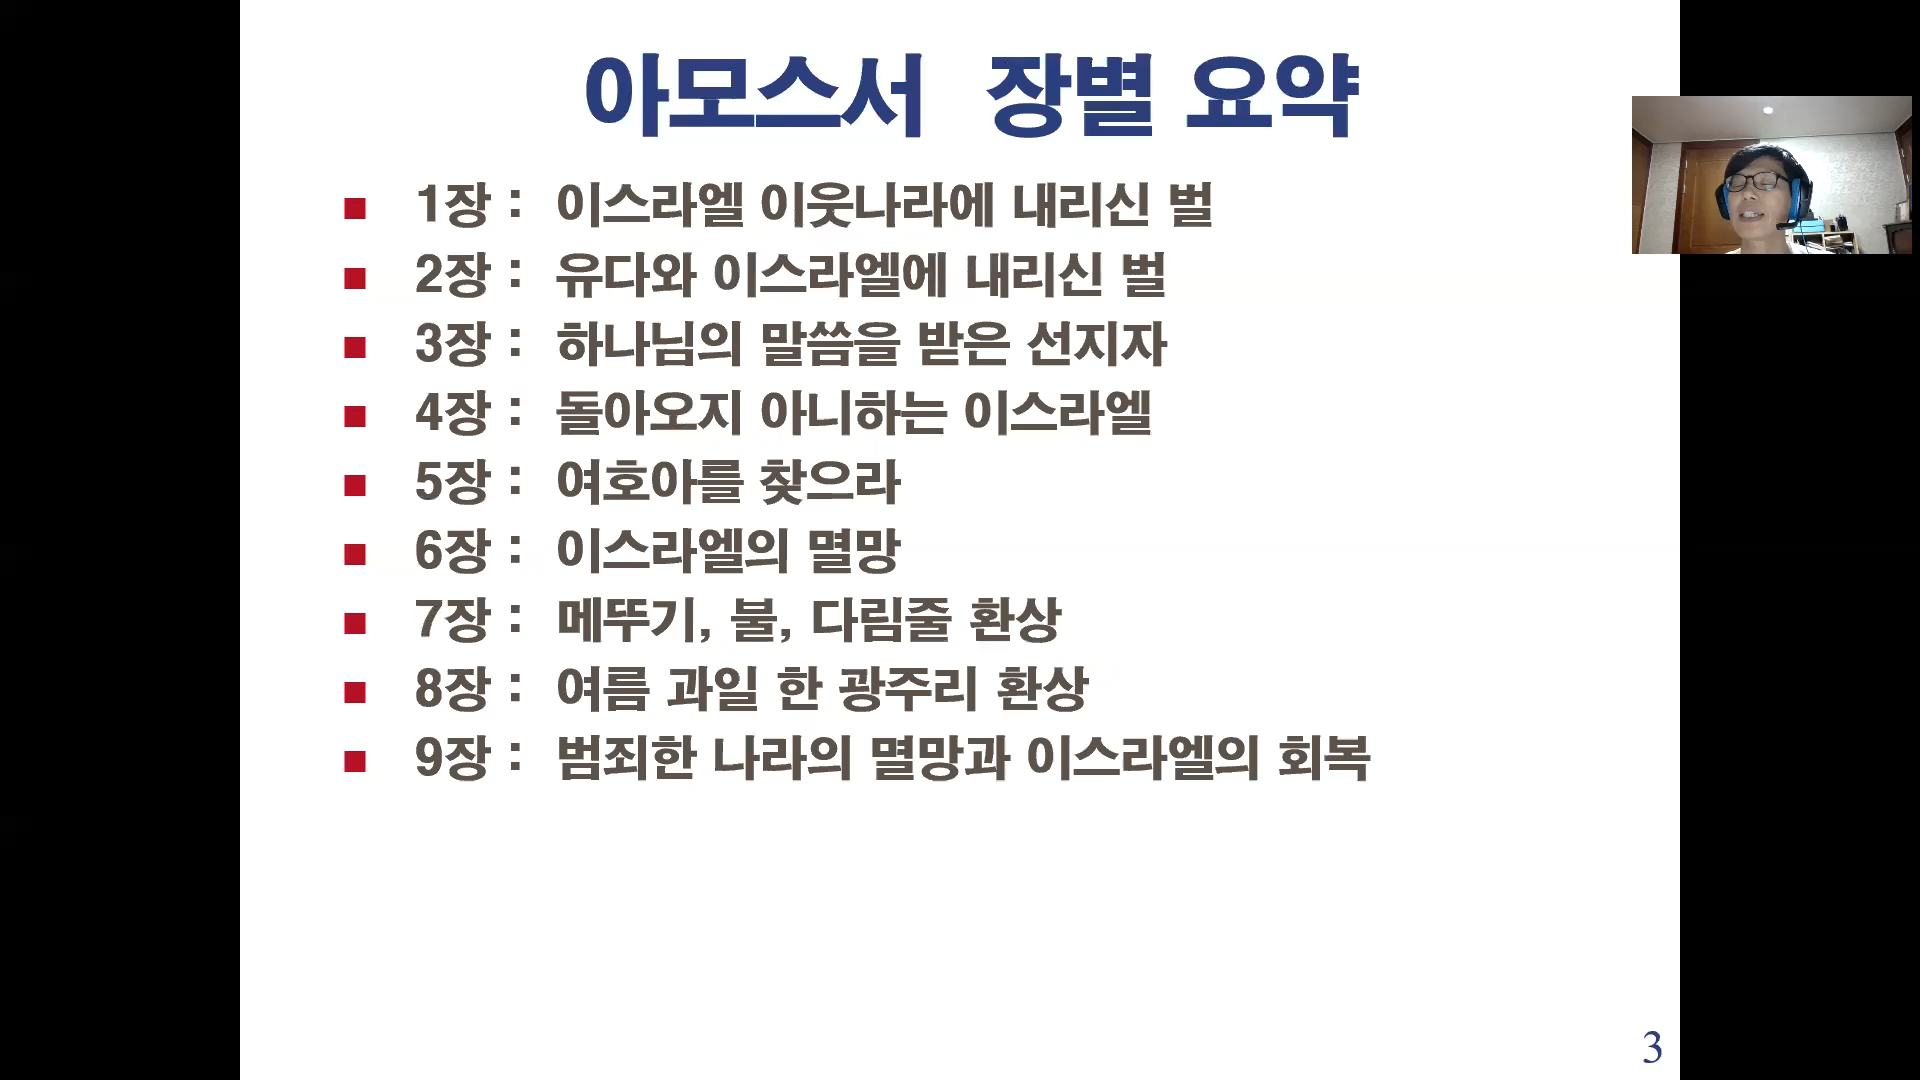 아모스서 장별 요약
1장 : 이스라엘 이웃나라에 내리신 벌
2장 : 유다와 이스라엘에 내리신 벌
3장 : 하나님의 말씀을 받은 선지자
4장 : 돌아오지 아니하는 이스라엘
5장 : 여호아를 찾으라
6장 : 이스라엘의 멸망
7장 : 메뚜기, 불, 다림줄 환상
8장 : 여름 과일 한 광주리 환상
9장 : 범죄한 나라의 멸망과 이스라엘의 회복
3